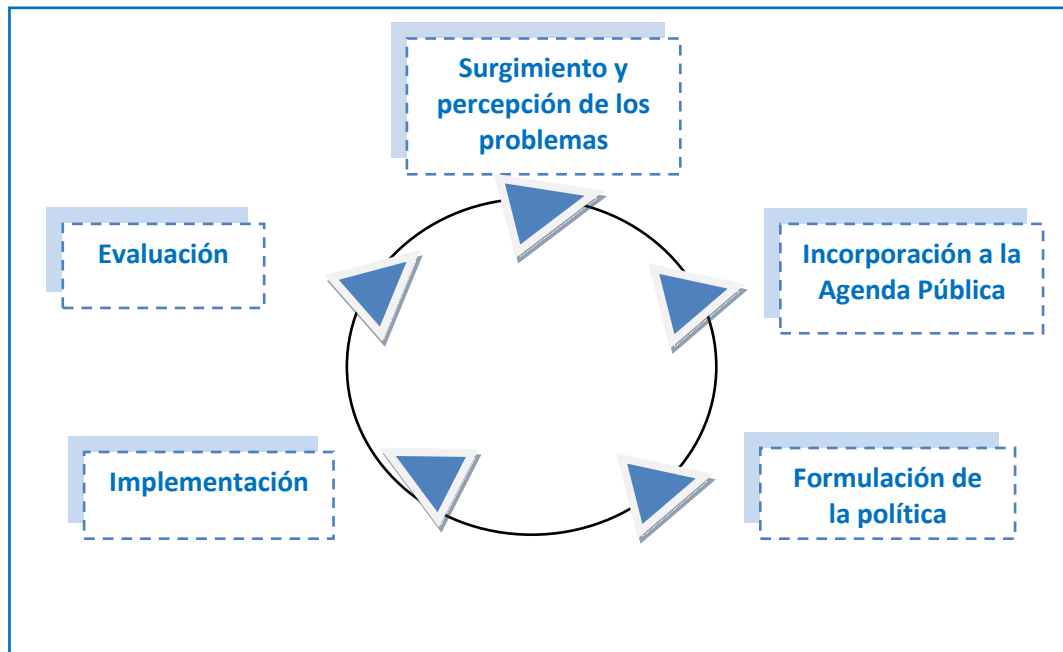 Surgimiento y
percepción de los
problemas
Incorporación a la
Agenda Pública
Formulación de
la política
Implementación
Evaluación